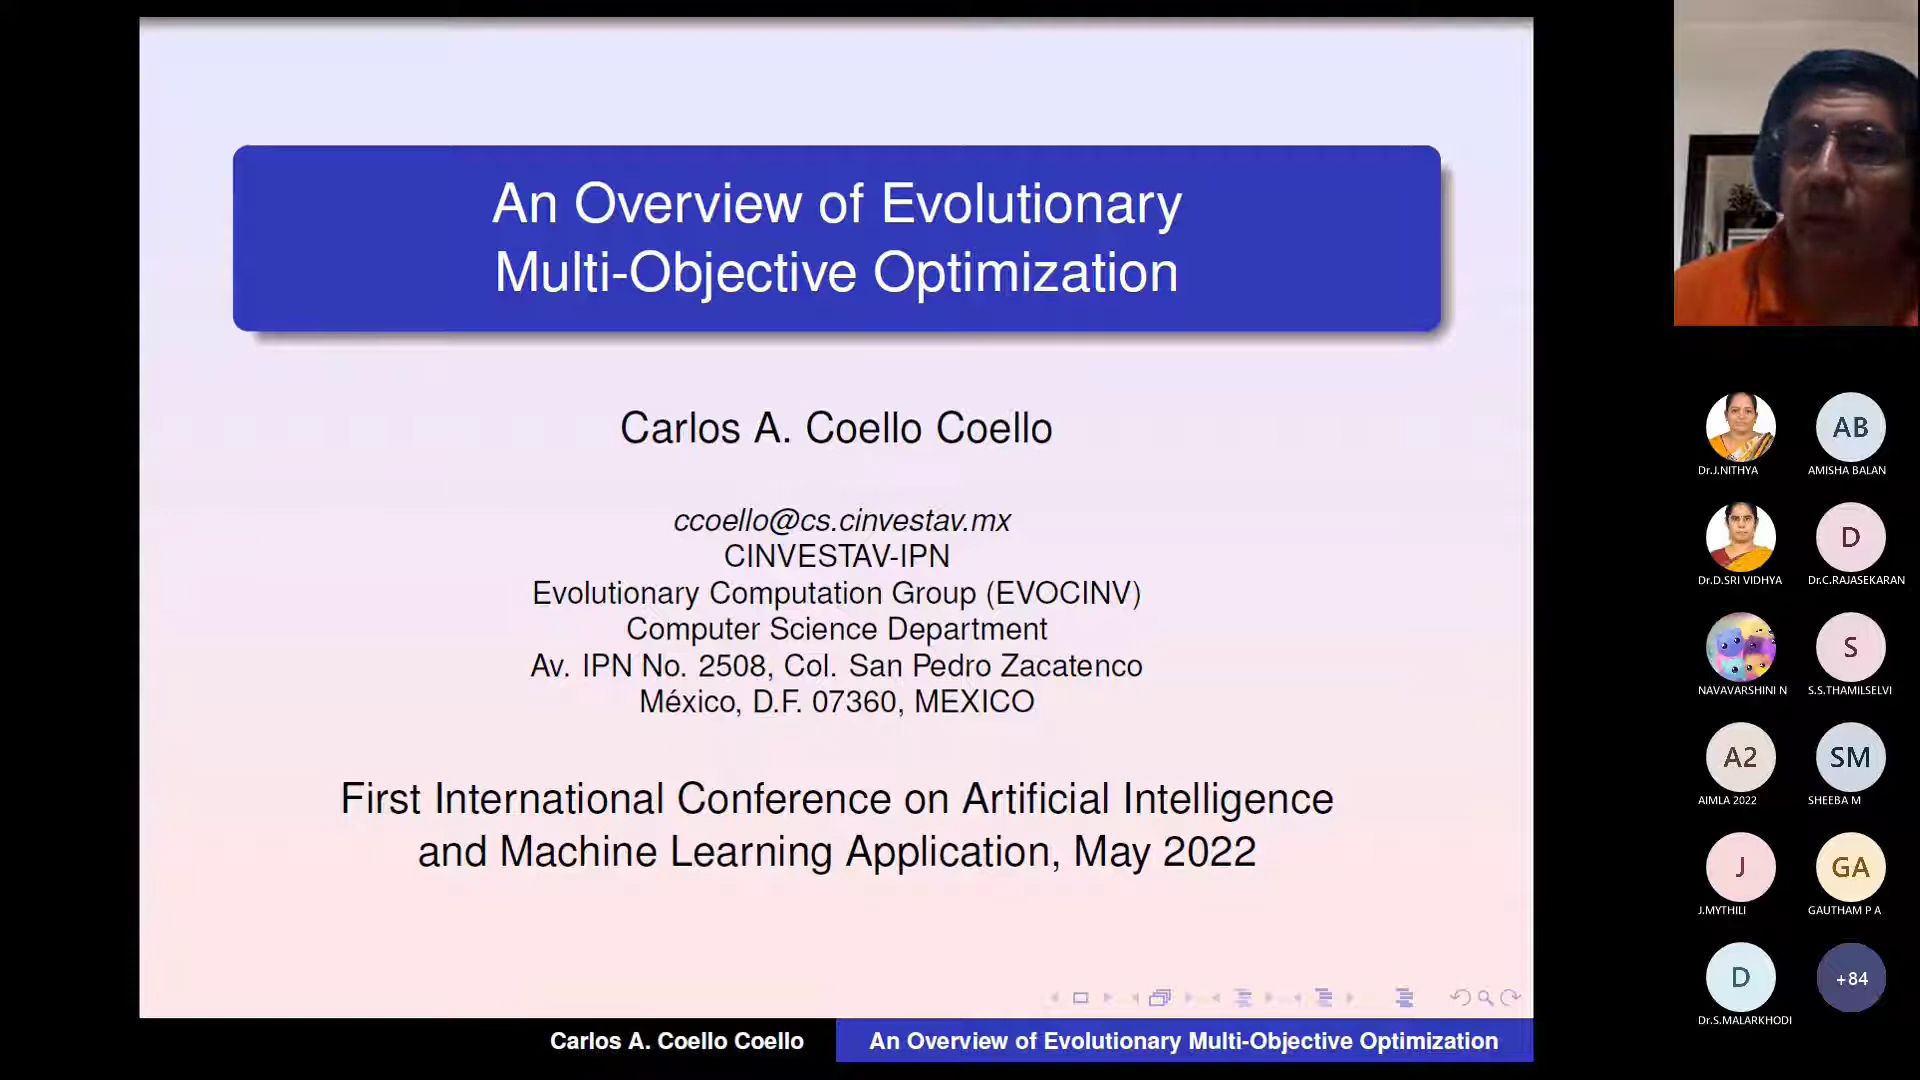 An Overview of Evolutionary
Multi-Objective Optimization
Carlos A. Coello Coello
ccoello@cs.cinvestav.mx
CINVESTAV-IPN
Evolutionary Computation Group (EVOCINV)
Computer Science Department
Av. IPN No. 2508, Col. San Pedro Zacatenco
México, D.F. 07360, MEXICO
First International Conference on Artificial Intelligence
and Machine Learning Application, May 2022
Carlos A. Coello Coello
An Overview of Evolutionary Multi-Objective Optimization
Dr.J.NITHYA
AB
AMISHA BALAN
Dr.D.SRI VIDHYA
D
Dr.C.RAJASEKARAN
NAVAVARSHINI N
S
S.S.THAMILSELVI
A2
AIMLA 2022
SM
SHEEBA M
J
J.MYTHILI
GA
GAUTHAM P A
D
Dr.S.MALARKHODI
+84